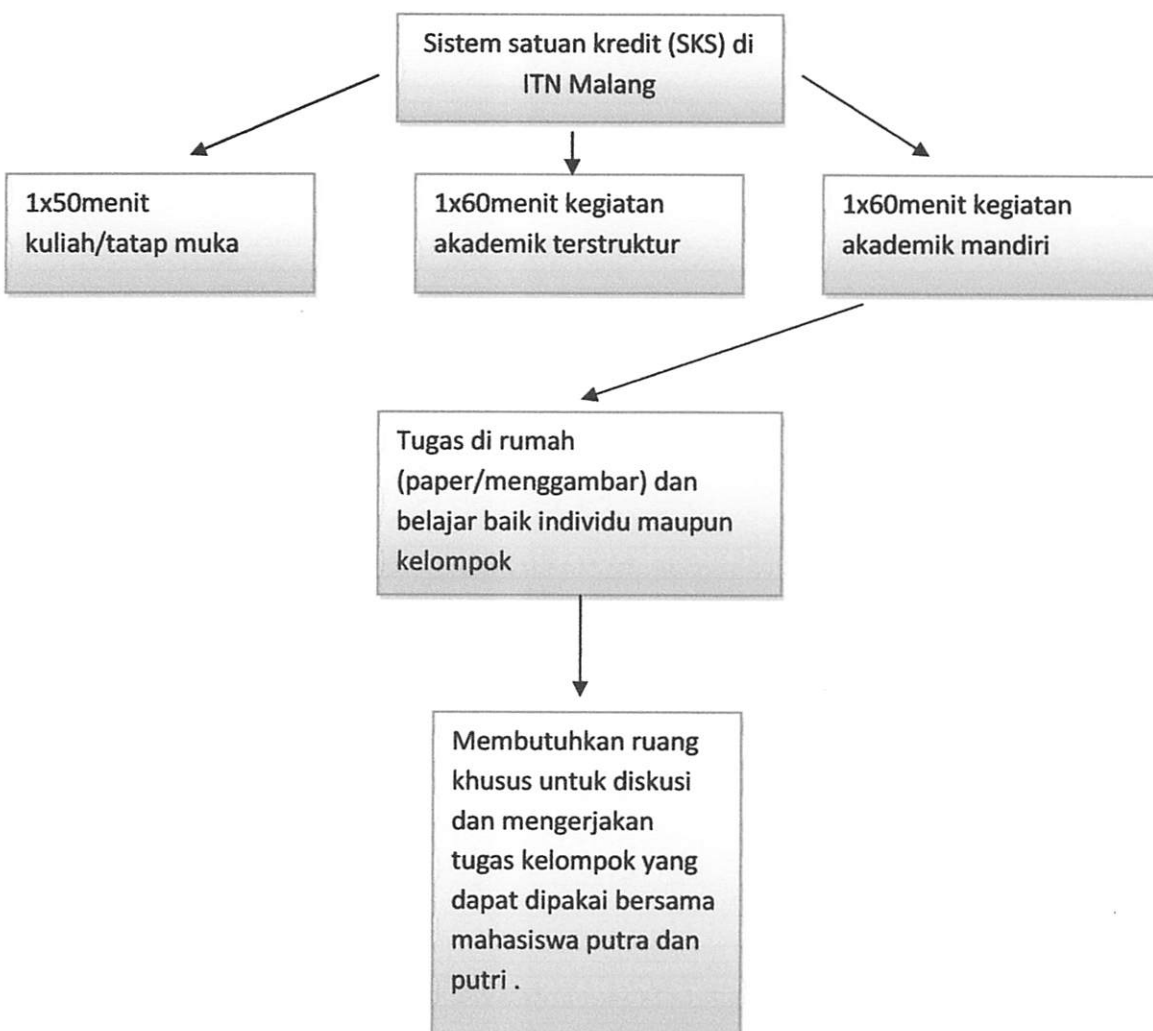 Sistem satuan kredit (SKS) di
ITN Malang
1x50menit
kuliah/tatap muka
1x60menit kegiatan
akademik terstruktur
1x60menit kegiatan
akademik mandiri
Tugas di rumah
(paper/menggambar) dan
belajar baik individu maupun
kelompok
Membutuhkan ruang
khusus untuk diskusi
dan mengerjakan
tugas kelompok yang
dapat dipakai bersama
mahasiswa putra dan
putri .